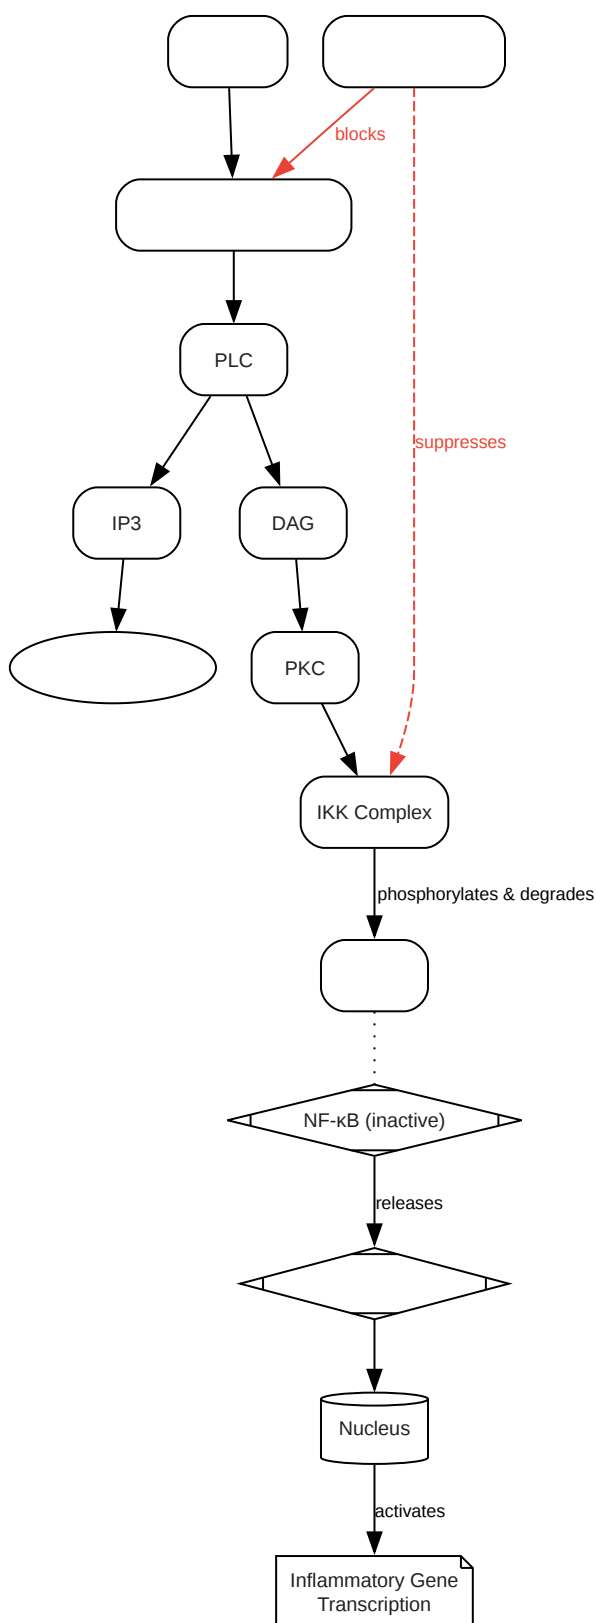 blocks
PLC
suppresses
IP3
DAG
PKC
IKK Complex
phosphorylates & degrades
NF-κB (inactive)
releases
Nucleus
activates
Inflammatory Gene
Transcription